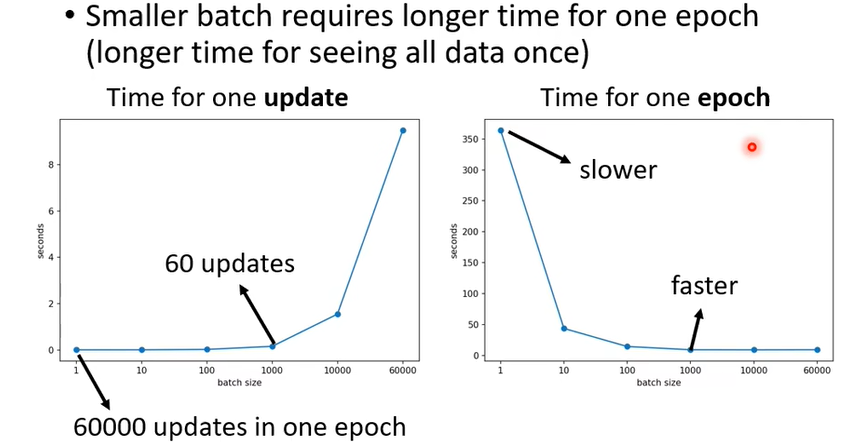 • Smaller batch requires longer time for one epoch
(longer time for seeing all data once)
Time for one update
8
6
4
2
0
seconds
1 10 100 1000 10000 60000
batch size
60 updates
60000 updates in one epoch
Time for one epoch
350
300
250
200
150
100
50
0
seconds
1 10 100 1000 10000 60000
batch size
slower
faster